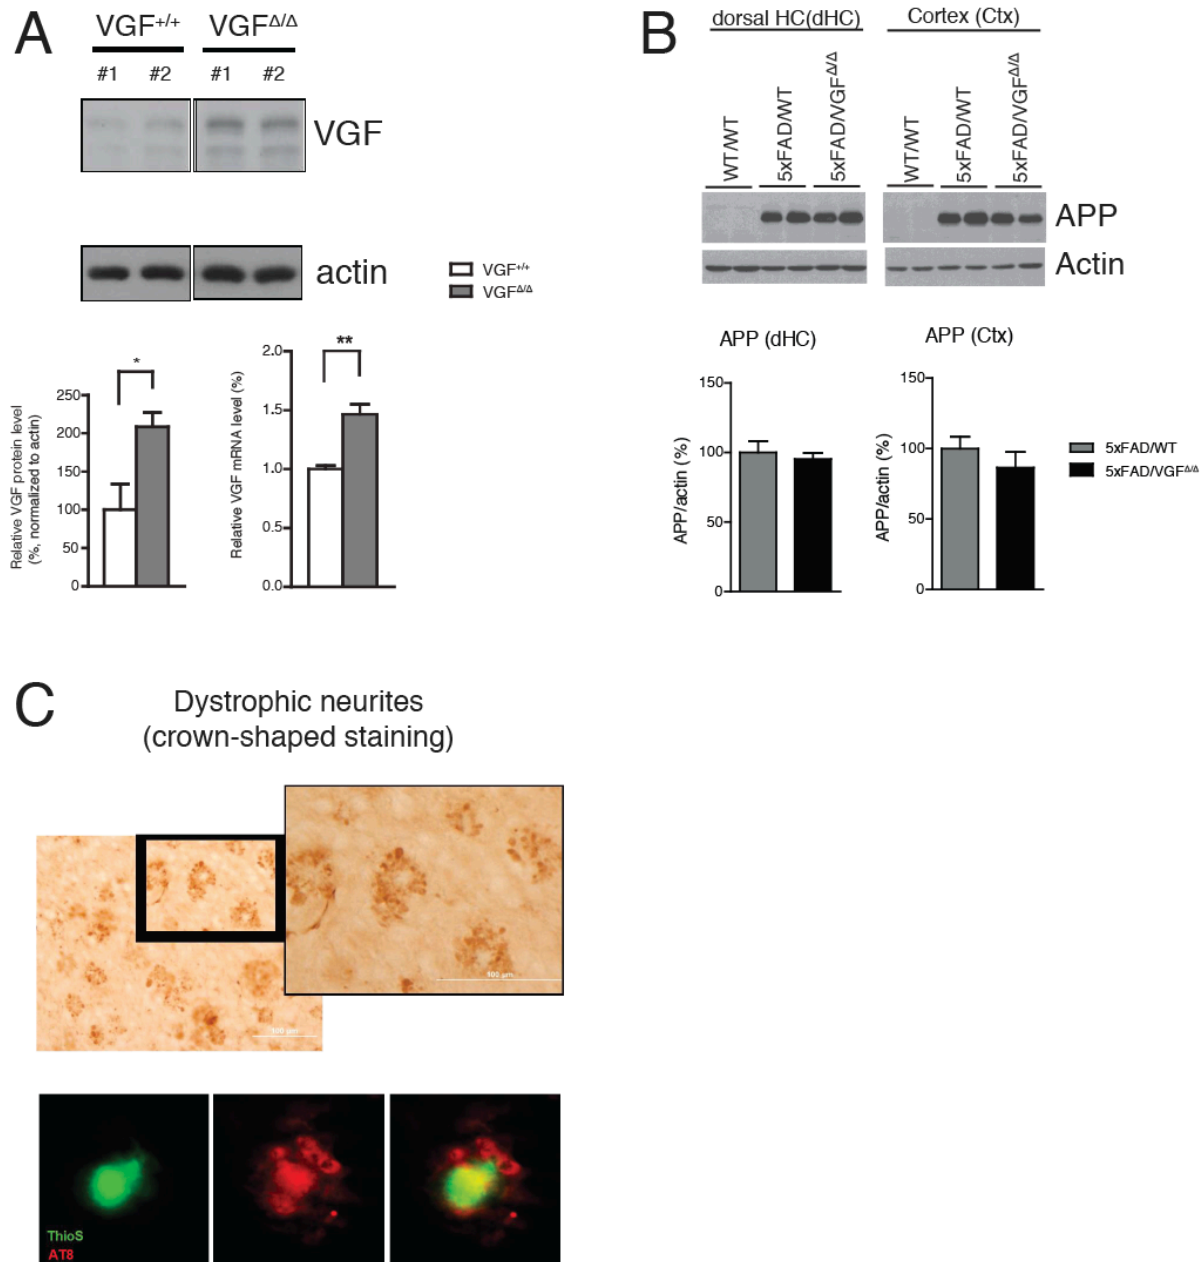 A
VGF+/+ VGFΔ/Δ
#1 #2 #1 #2
VGF
actin
VGF+/+
VGFΔ/Δ
Relative VGF protein level
(%, normalized to actin)
250
200
150
100
50
0
*
Relative VGF mRNA level (%)
2.0
1.5
1.0
0.5
0.0
**
B
dorsal HC(dHC) Cortex (Ctx)
WT/WT
5xFAD/WT
5xFAD/VGFΔ/Δ
WT/WT
5xFAD/WT
5xFAD/VGFΔ/Δ
APP
Actin
APP (dHC)
APP/actin (%)
150
100
50
0
APP (Ctx)
APP/actin (%)
150
100
50
0
5xFAD/WT
5xFAD/VGFΔ/Δ
C
Dystrophic neurites
(crown-shaped staining)
100 μm
100 μm
ThioS
AT8